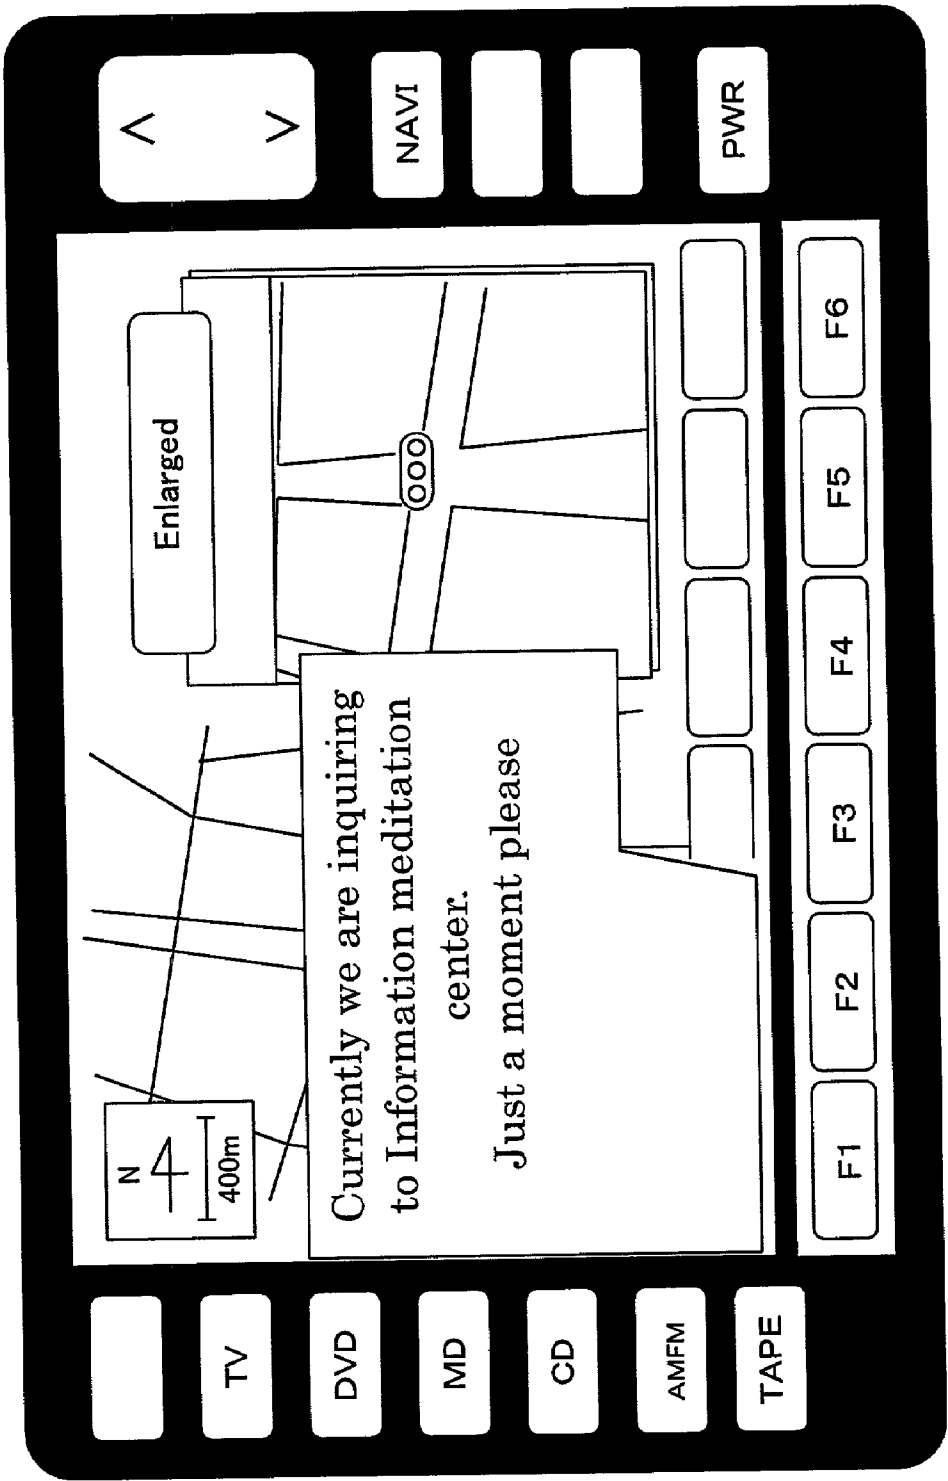 TV
DVD
MD
CD
AMFM
TAPE
N
400m
Enlarged
Currently we are inquiring
to Information meditation
center.
Just a moment please
<
>
NAVI
PWR
F1
F2
F3
F4
F5
F6